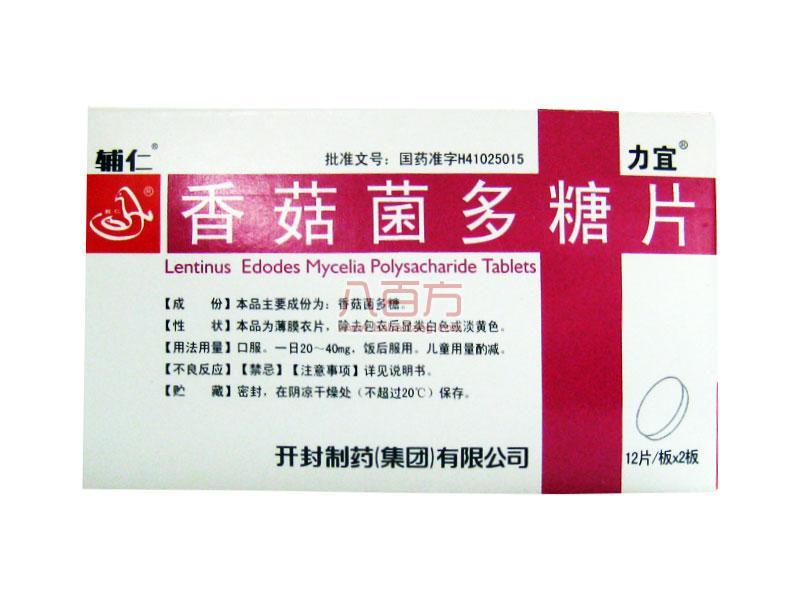 辅仁®
批准文号：国药准字H41025015
力宜®
香菇菌多糖片
Lentinus Edodes Mycelia Polysacharide Tablets
八百方
【成　份】本品主要成份为：香菇菌多糖。
【性　状】本品为薄膜衣片，除去包衣后显类白色或淡黄色。
【用法用量】口服。一日20～40mg，饭后服用。儿童用量酌减。
【不良反应】【禁忌】【注意事项】详见说明书。
【贮　藏】密封，在阴凉干燥处（不超过20℃）保存。
开封制药(集团)有限公司
12片/板x2板